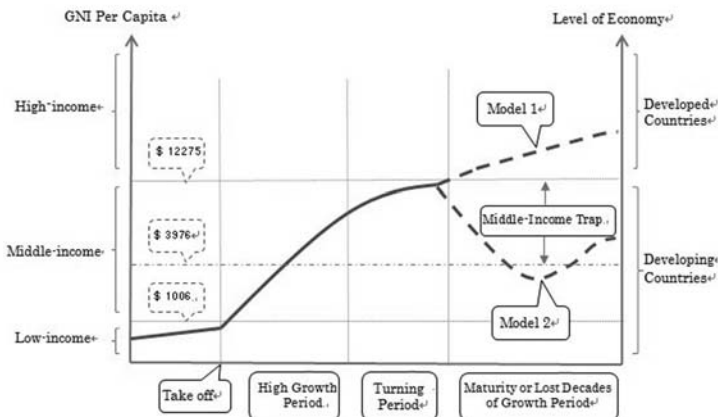 GNI Per Capita
Level of Economy
High-income
Model 1
Developed
Countries
$ 12275
Middle-Income Trap
$ 3976
Middle-income
Developing
Countries
$ 1006
Model 2
Low-income
Take off
High Growth
Period
Turning
Period
Maturity or Lost Decades
of Growth Period